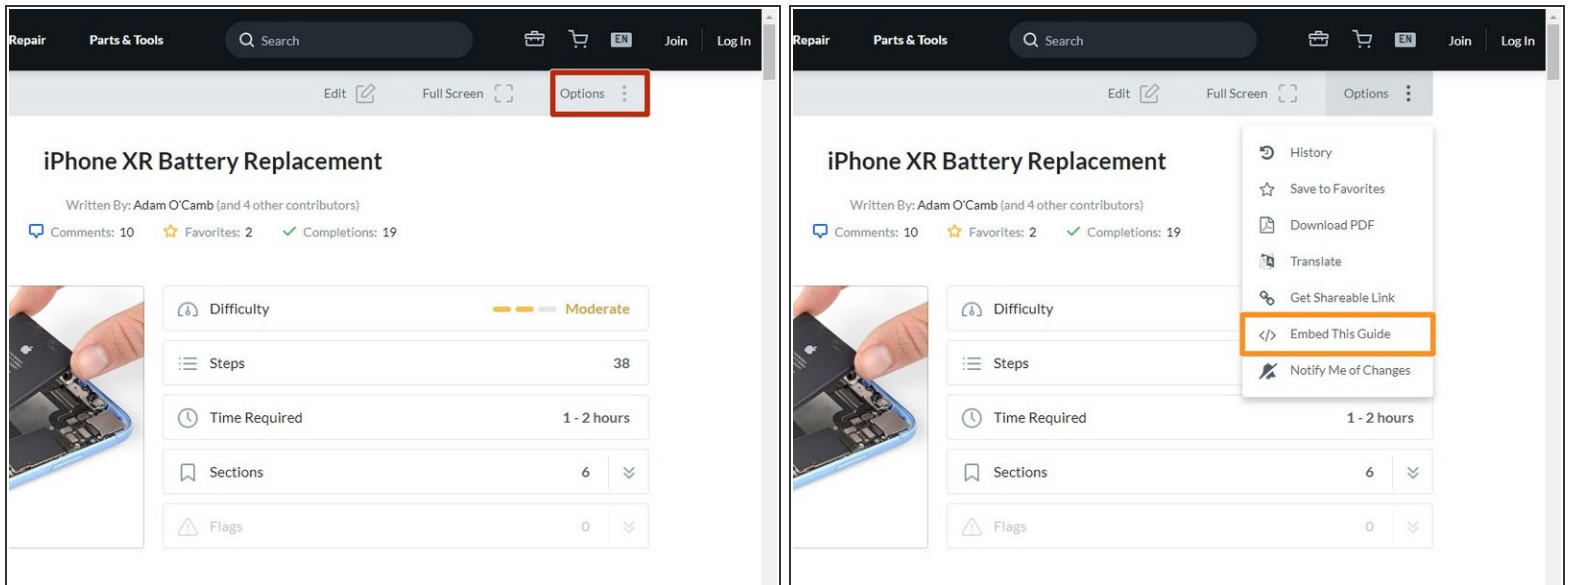 Repair Parts & Tools Search EN Join Log In
Edit Full Screen Options
iPhone XR Battery Replacement
Written By: Adam O'Camb (and 4 other contributors)
Comments: 10 Favorites: 2 Completions: 19
Difficulty Moderate
Steps 38
Time Required 1 - 2 hours
Sections 6
Flags 0
Repair Parts & Tools Search EN Join Log In
Edit Full Screen Options
iPhone XR Battery Replacement
Written By: Adam O'Camb (and 4 other contributors)
Comments: 10 Favorites: 2 Completions: 19
History
Save to Favorites
Download PDF
Translate
Get Shareable Link
Embed This Guide
Notify Me of Changes
Difficulty
Steps
Time Required 1 - 2 hours
Sections 6
Flags 0